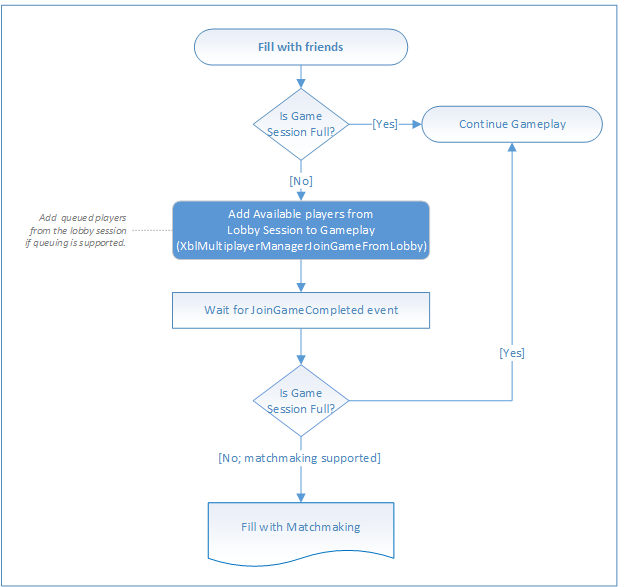 Fill with friends
Is Game
Session Full?
[Yes]
Continue Gameplay
[No]
Add queued players
from the lobby session
if queuing is supported.
Add Available players from
Lobby Session to Gameplay
(XblMultiplayerManagerJoinGameFromLobby)
Wait for JoinGameCompleted event
[Yes]
Is Game
Session Full?
[No; matchmaking supported]
Fill with Matchmaking